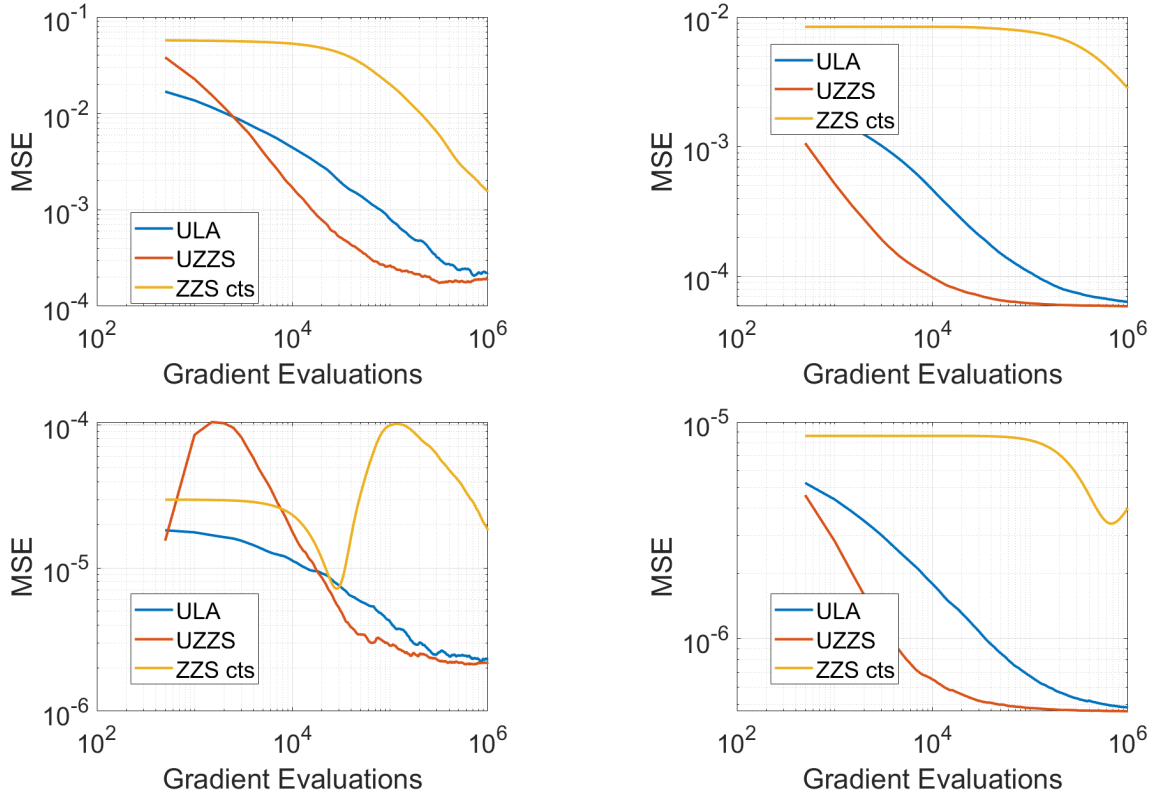 10^-1
10^-2
10^-3
10^-4
MSE
ULA
UZZS
ZZS cts
10^2
10^4
10^6
Gradient Evaluations
10^-2
10^-3
10^-4
MSE
ULA
UZZS
ZZS cts
10^2
10^4
10^6
Gradient Evaluations
10^-4
10^-5
10^-6
MSE
ULA
UZZS
ZZS cts
10^2
10^4
10^6
Gradient Evaluations
10^-5
10^-6
MSE
ULA
UZZS
ZZS cts
10^2
10^4
10^6
Gradient Evaluations